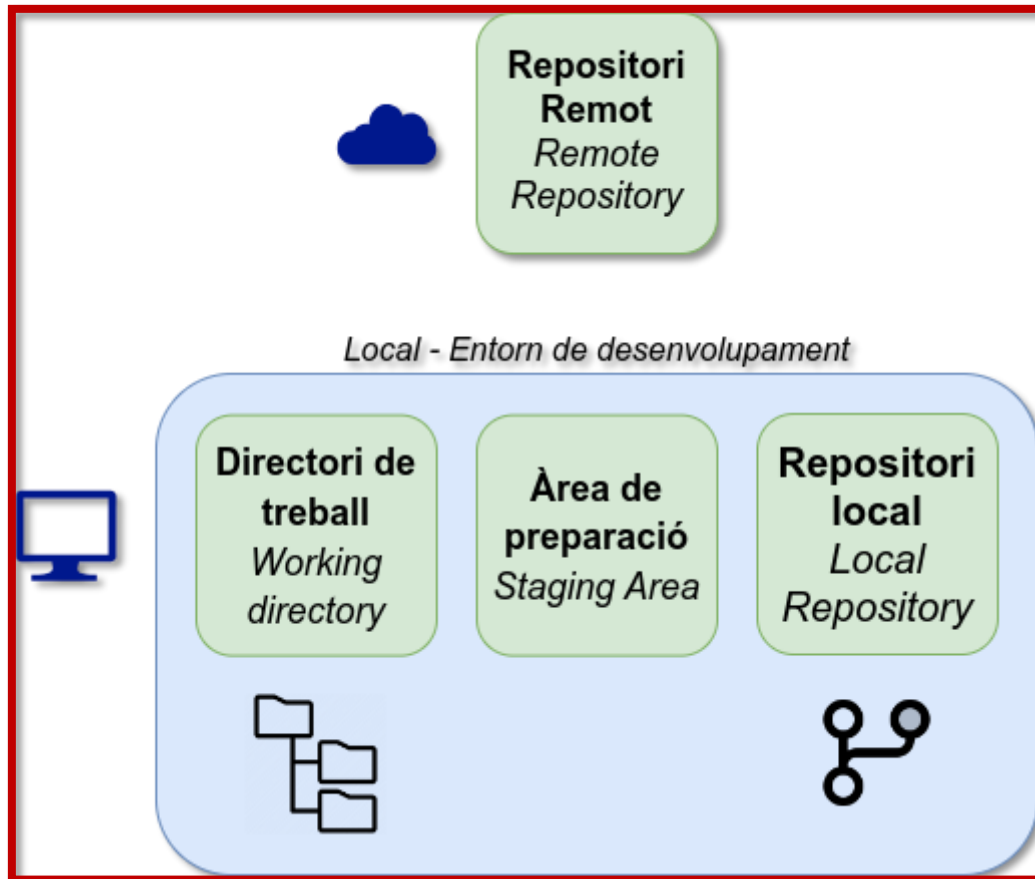 Repositori
Remot
Remote
Repository
Local - Entorn de desenvolupament
Directori de
treball
Working
directory
Àrea de
preparació
Staging Area
Repositori
local
Local
Repository